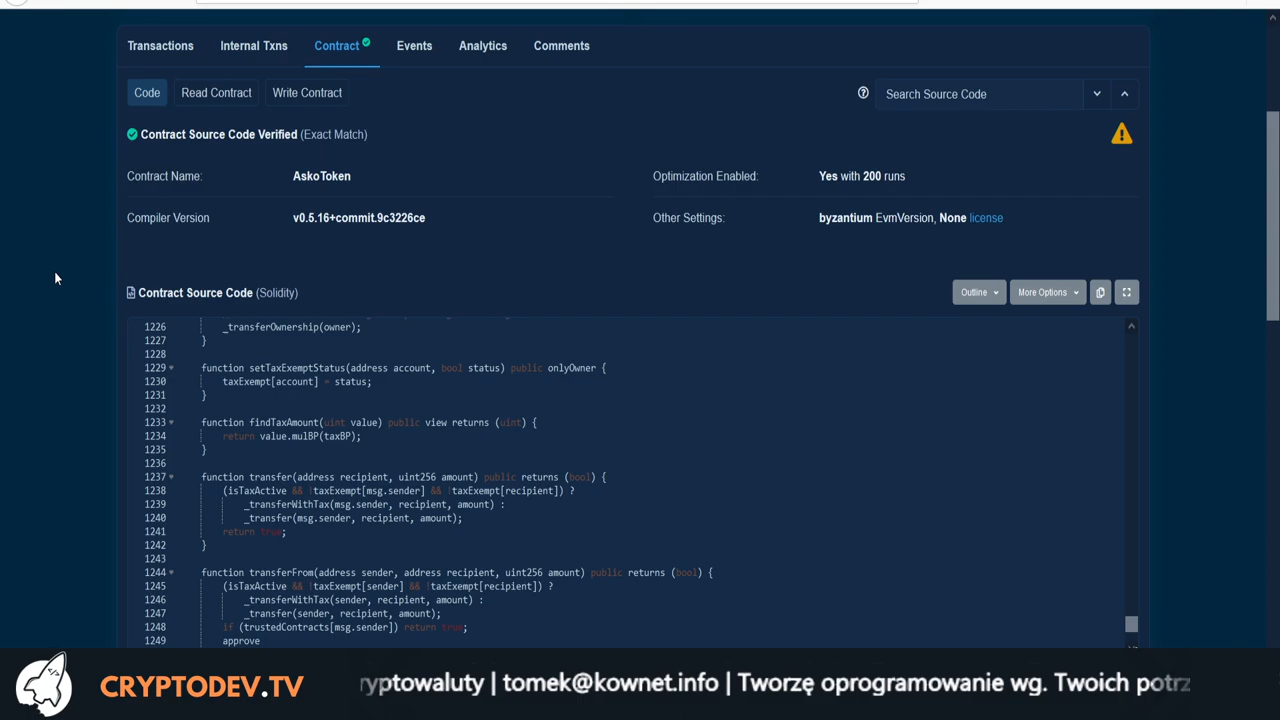 Transactions Internal Txns Contract Events Analytics Comments
Code Read Contract Write Contract Search Source Code
Contract Source Code Verified (Exact Match)
Contract Name: AskoToken Optimization Enabled: Yes with 200 runs
Compiler Version v0.5.16+commit.9c3226ce Other Settings: byzantium EvmVersion, None license
Contract Source Code (Solidity) Outline More Options
1226 _transferOwnership(owner);
1227 }
1228
1229 function setTaxExemptStatus(address account, bool status) public onlyOwner {
1230 taxExempt[account] = status;
1231 }
1232
1233 function findTaxAmount(uint value) public view returns (uint) {
1234 return value.mulBP(taxBP);
1235 }
1236
1237 function transfer(address recipient, uint256 amount) public returns (bool) {
1238 (isTaxActive && !taxExempt[msg.sender] && !taxExempt[recipient]) ?
1239 _transferWithTax(msg.sender, recipient, amount) :
1240 _transfer(msg.sender, recipient, amount);
1241 return true;
1242 }
1243
1244 function transferFrom(address sender, address recipient, uint256 amount) public returns (bool) {
1245 (isTaxActive && !taxExempt[sender] && !taxExempt[recipient]) ?
1246 _transferWithTax(sender, recipient, amount) :
1247 _transfer(sender, recipient, amount);
1248 if (trustedContracts[msg.sender]) return true;
1249 approve
CRYPTODEV.TV ryptowaluty | tomek@kownet.info | Tworzę oprogramowanie wg. Twoich potrz